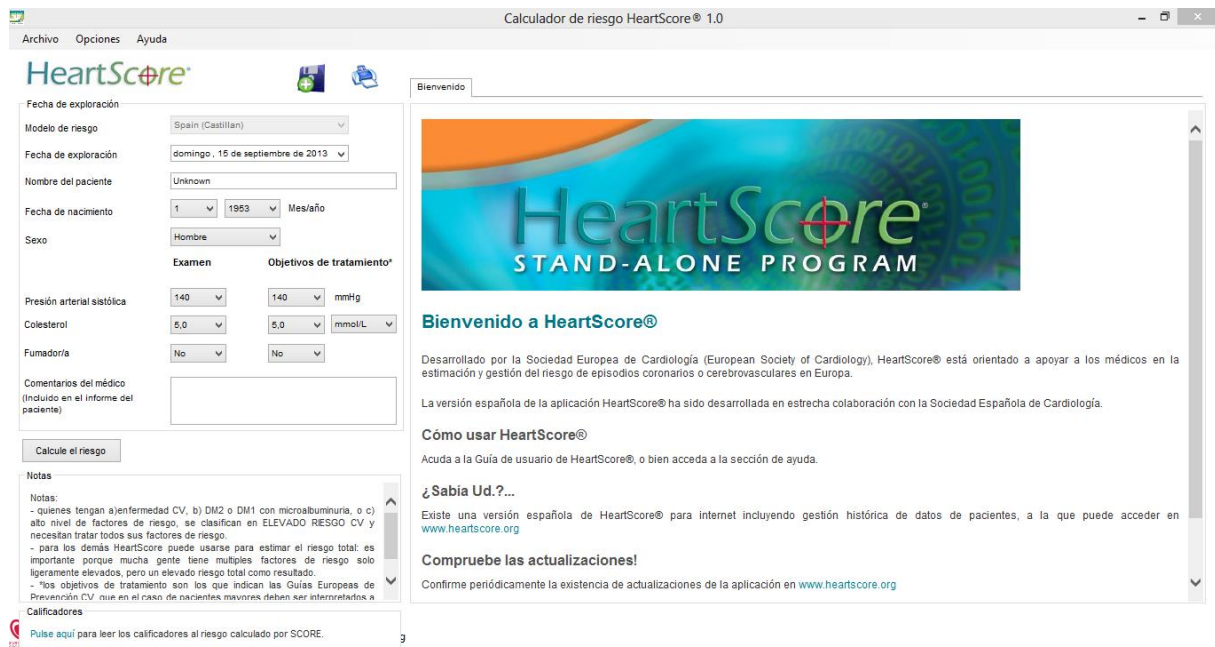 Calculador de riesgo HeartScore® 1.0
Archivo Opciones Ayuda
HeartScore®
Fecha de exploración
Modelo de riesgo Spain (Castillan)
Fecha de exploración domingo , 15 de septiembre de 2013
Nombre del paciente Unknown
Fecha de nacimiento 1 1953 Mes/año
Sexo Hombre
Examen Objetivos de tratamiento*
Presión arterial sistólica 140 140 mmHg
Colesterol 5,0 5,0 mmol/L
Fumador/a No No
Comentarios del médico
(Incluido en el informe del
paciente)
Calcule el riesgo
Notas
Notas:
- quienes tengan a)enfermedad CV, b) DM2 o DM1 con microalbuminuria, o c)
alto nivel de factores de riesgo, se clasifican en ELEVADO RIESGO CV y
necesitan tratar todos sus factores de riesgo.
- para los demás HeartScore puede usarse para estimar el riesgo total: es
importante porque mucha gente tiene multiples factores de riesgo solo
ligeramente elevados, pero un elevado riesgo total como resultado.
- *los objetivos de tratamiento son los que indican las Guías Europeas de
Prevención CV, que en el caso de pacientes mayores deben ser interpretados a
Calificadores
Pulse aquí para leer los calificadores al riesgo calculado por SCORE.
g
Bienvenido
HeartScore®
STAND-ALONE PROGRAM
Bienvenido a HeartScore®
Desarrollado por la Sociedad Europea de Cardiología (European Society of Cardiology), HeartScore® está orientado a apoyar a los médicos en la
estimación y gestión del riesgo de episodios coronarios o cerebrovasculares en Europa.
La versión española de la aplicación HeartScore® ha sido desarrollada en estrecha colaboración con la Sociedad Española de Cardiología.
Cómo usar HeartScore®
Acuda a la Guía de usuario de HeartScore®, o bien acceda a la sección de ayuda.
¿Sabía Ud.?...
Existe una versión española de HeartScore® para internet incluyendo gestión histórica de datos de pacientes, a la que puede acceder en
www.heartscore.org
Compruebe las actualizaciones!
Confirme periódicamente la existencia de actualizaciones de la aplicación en www.heartscore.org